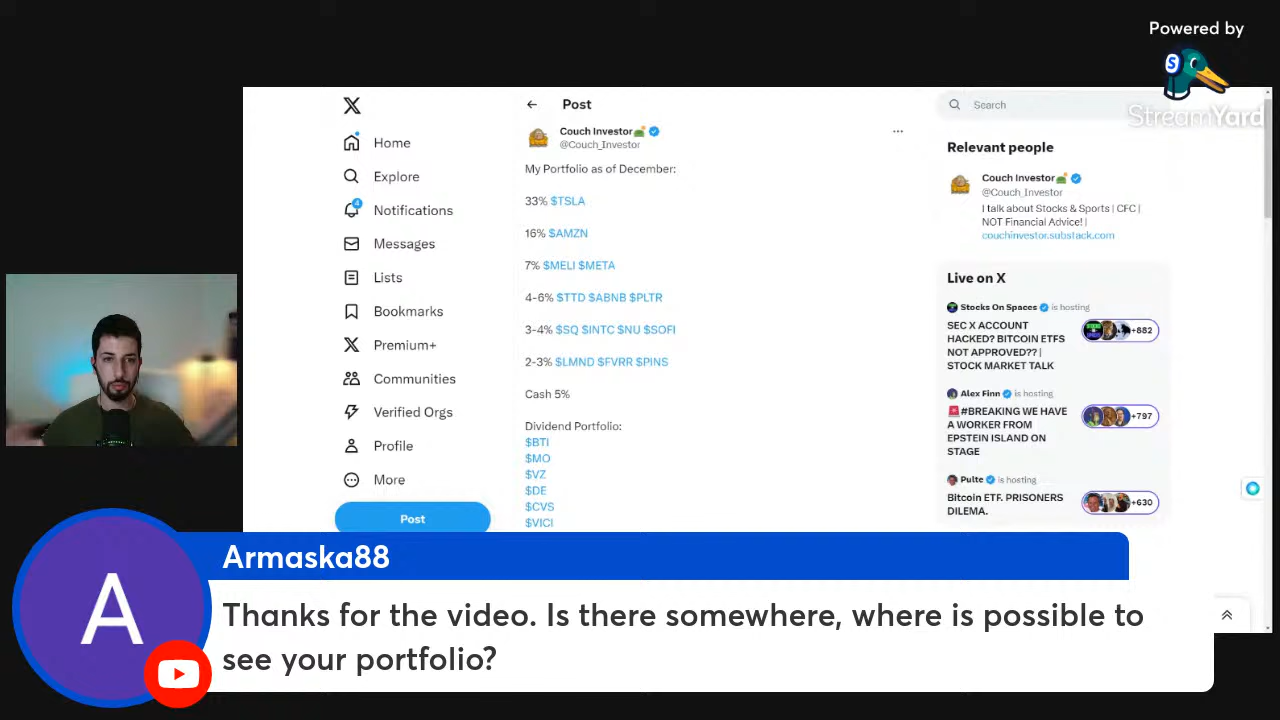 Powered by
StreamYard
X
Home
Explore
4
Notifications
Messages
Lists
Bookmarks
Premium+
Communities
Verified Orgs
Profile
More
Post
Post
Couch Investor
@Couch_Investor
My Portfolio as of December:
33% $TSLA
16% $AMZN
7% $MELI $META
4-6% $TTD $ABNB $PLTR
3-4% $SQ $INTC $NU $SOFI
2-3% $LMND $FVRR $PINS
Cash 5%
Dividend Portfolio:
$BTI
$MO
$VZ
$DE
$CVS
$VICI
Search
Relevant people
Couch Investor
@Couch_Investor
I talk about Stocks & Sports | CFC |
NOT Financial Advice! |
couchinvestor.substack.com
Live on X
Stocks On Spaces is hosting
SEC X ACCOUNT
HACKED? BITCOIN ETFS
NOT APPROVED?? |
STOCK MARKET TALK
+882
Alex Finn is hosting
#BREAKING WE HAVE
A WORKER FROM
EPSTEIN ISLAND ON
STAGE
+797
Pulte is hosting
Bitcoin ETF. PRISONERS
DILEMA.
+630
A
Armaska88
Thanks for the video. Is there somewhere, where is possible to
see your portfolio?